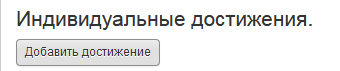 Индивидуальные достижения.
Добавить достижение